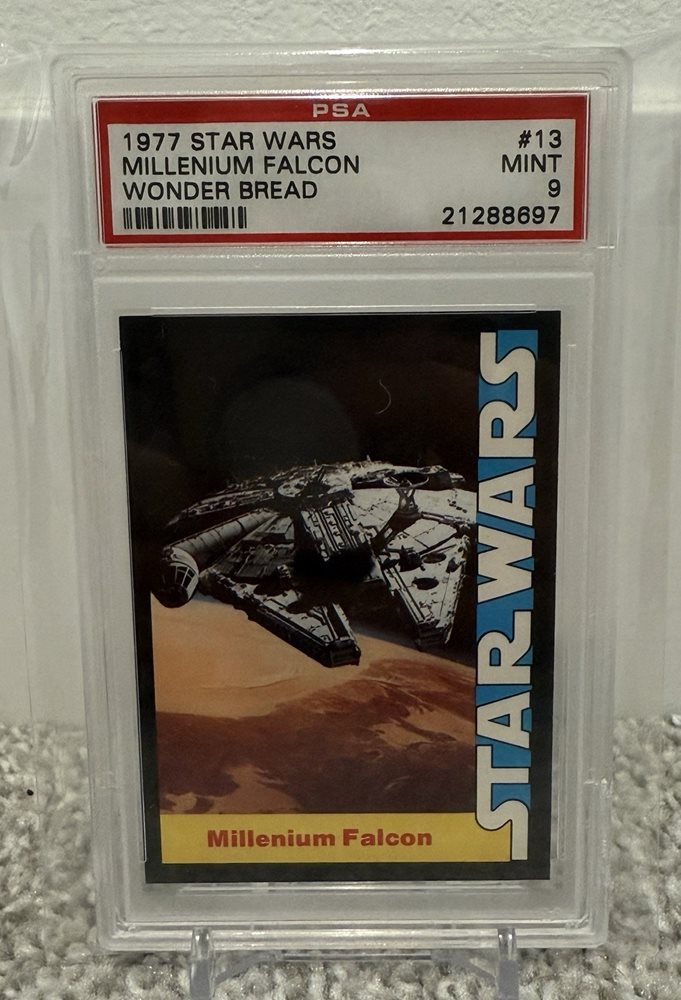 PSA
1977 STAR WARS #13
MILLENIUM FALCON MINT
WONDER BREAD 9
21288697
STAR WARS
Millenium Falcon